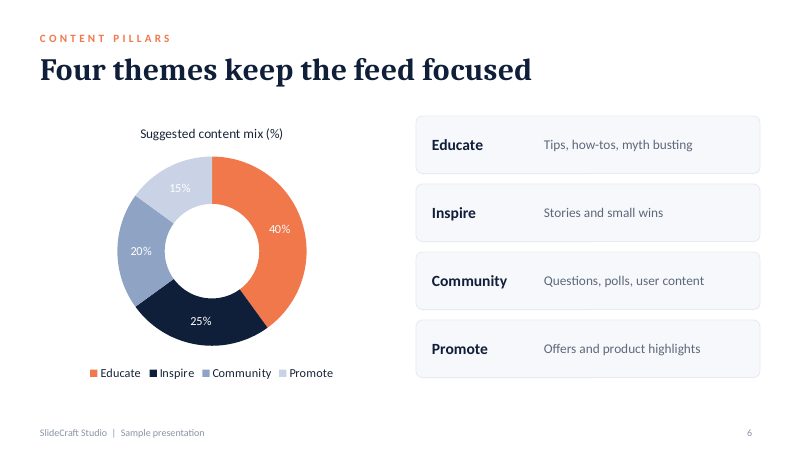 CONTENT PILLARS
Four themes keep the feed focused
Suggested content mix (%)
15%
40%
20%
25%
Educate Inspire Community Promote
Educate Tips, how-tos, myth busting
Inspire Stories and small wins
Community Questions, polls, user content
Promote Offers and product highlights
SlideCraft Studio | Sample presentation 6